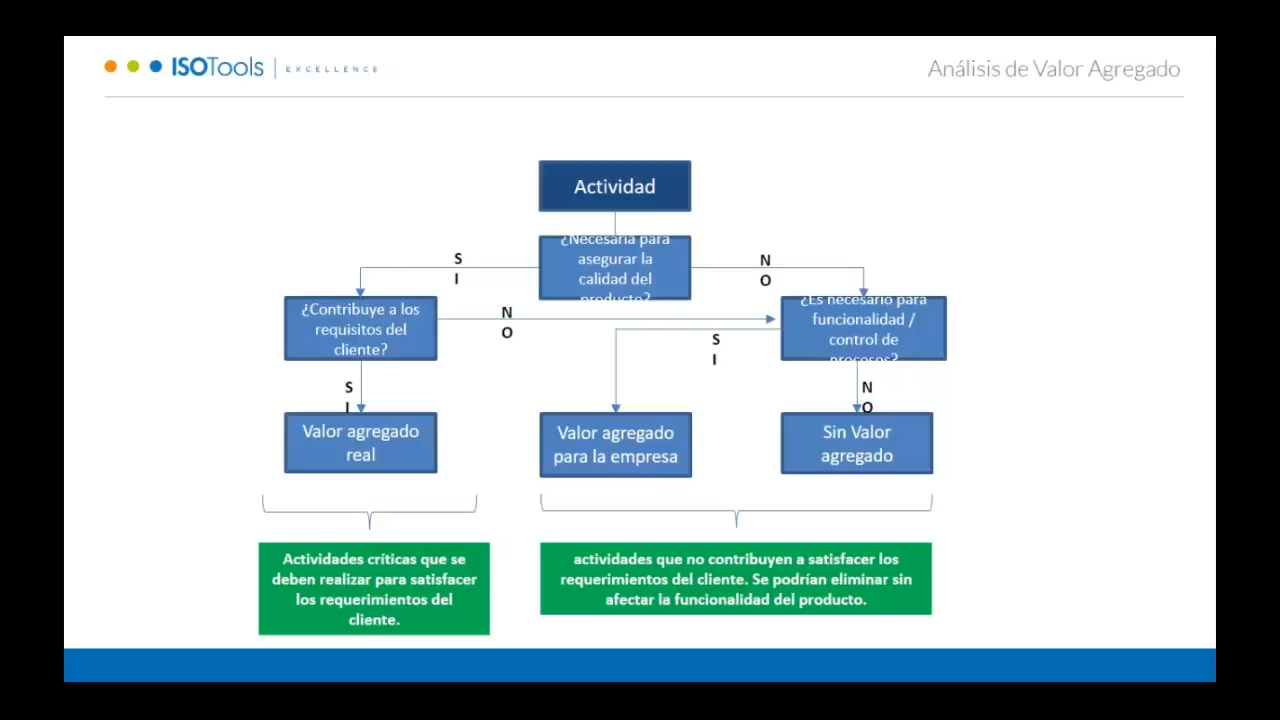 ISOTools | EXCELLENCE
Análisis de Valor Agregado
Actividad
¿Necesaria para
asegurar la
calidad del
producto?
S
I
N
O
¿Contribuye a los
requisitos del
cliente?
N
O
¿Es necesario para
funcionalidad /
control de
procesos?
S
I
S
I
N
O
Valor agregado
real
Valor agregado
para la empresa
Sin Valor
agregado
Actividades críticas que se
deben realizar para satisfacer
los requerimientos del
cliente.
actividades que no contribuyen a satisfacer los
requerimientos del cliente. Se podrían eliminar sin
afectar la funcionalidad del producto.